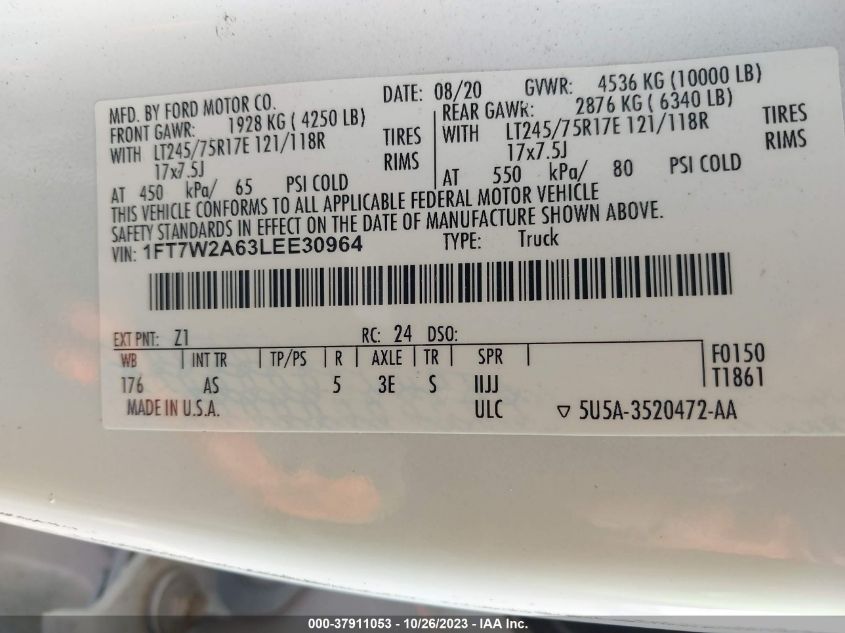 MFD. BY FORD MOTOR CO. DATE: 08/20 GVWR: 4536 KG (10000 LB)
FRONT GAWR: 1928 KG ( 4250 LB) REAR GAWR: 2876 KG ( 6340 LB)
WITH LT245/75R17E 121/118R TIRES WITH LT245/75R17E 121/118R TIRES
17x7.5J RIMS 17x7.5J RIMS
AT 450 kPa/ 65 PSI COLD AT 550 kPa/ 80 PSI COLD
THIS VEHICLE CONFORMS TO ALL APPLICABLE FEDERAL MOTOR VEHICLE
SAFETY STANDARDS IN EFFECT ON THE DATE OF MANUFACTURE SHOWN ABOVE.
VIN: 1FT7W2A63LEE30964 TYPE: Truck
EXT PNT: Z1 RC: 24 DSO:
WB INT TR TP/PS R AXLE TR SPR F0150
176 AS 5 3E S IIJJ T1861
MADE IN U.S.A. ULC ▽ 5U5A-3520472-AA
000-37911053 - 10/26/2023 - IAA Inc.